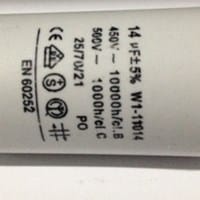 14 µF±5% W1-11014
450V~ 10000h/cl.B
500V~ 1000h/cl C
25/70/21 PO
EN 60252